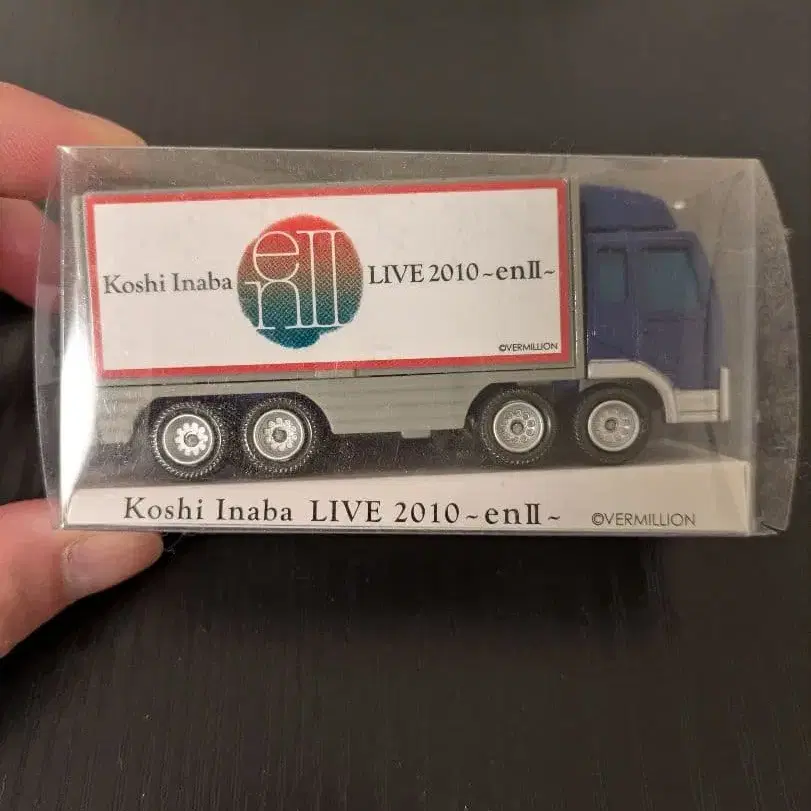 Koshi Inaba
enⅡ
LIVE 2010 ~enⅡ~
©VERMILLION
Koshi Inaba LIVE 2010 ~enⅡ~
©VERMILLION